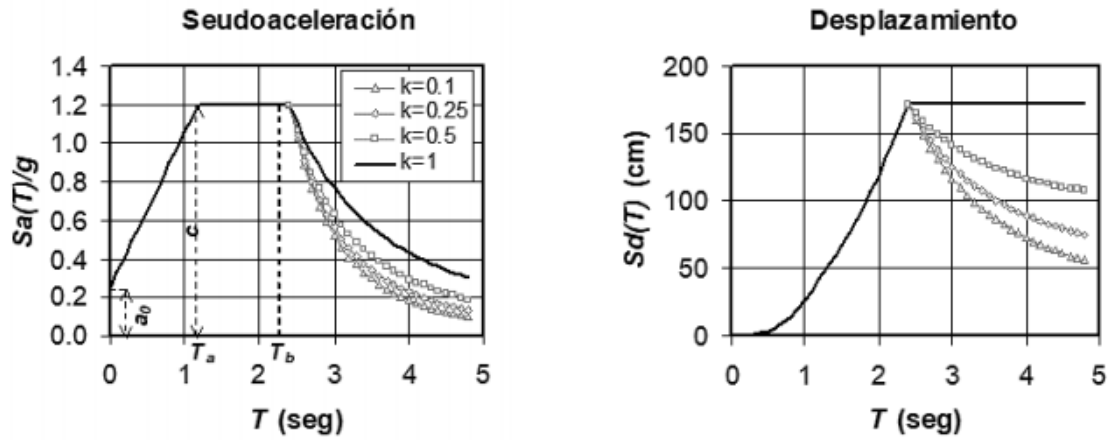 Seudoaceleración
Sa(T)/g
1.4
1.2
1.0
0.8
0.6
0.4
0.2
0.0
k=0.1
k=0.25
k=0.5
k=1
c
a0
Ta
Tb
0 1 2 3 4 5
T (seg)
Desplazamiento
Sd(T) (cm)
200
150
100
50
0
0 1 2 3 4 5
T (seg)